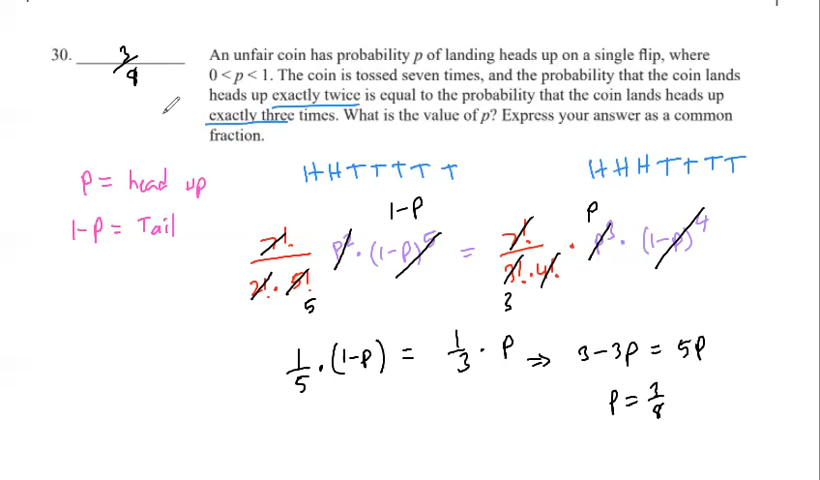 30. 3/8
An unfair coin has probability p of landing heads up on a single flip, where
0 < p < 1. The coin is tossed seven times, and the probability that the coin lands
heads up exactly twice is equal to the probability that the coin lands heads up
exactly three times. What is the value of p? Express your answer as a common
fraction.
P = head up
1-P = Tail
HHTTTTT
HHHTTTT
1-P
P
7!/(2!·5!) P²·(1-P)⁵ = 7!/(3!·4!) · P³·(1-P)⁴
5
3
1/5 · (1-P) = 1/3 · P ⇒ 3-3P = 5P
P = 3/8